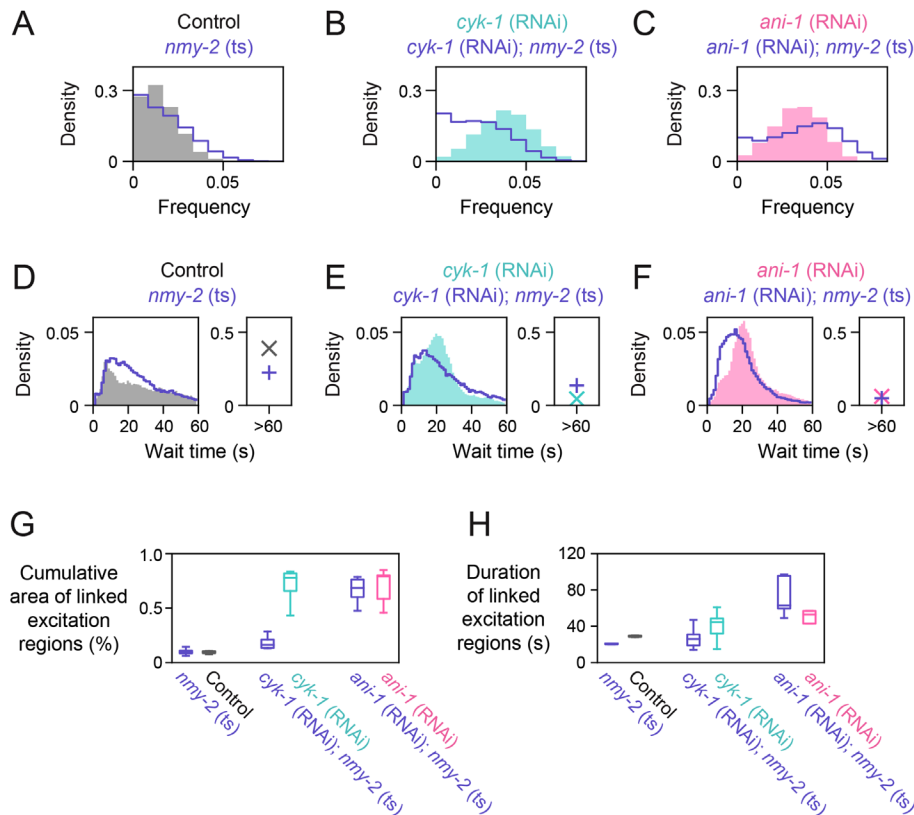 A
Control
nmy-2 (ts)
Density
0.3
0
0
0.05
Frequency
B
cyk-1 (RNAi)
cyk-1 (RNAi); nmy-2 (ts)
Density
0.3
0
0
0.05
Frequency
C
ani-1 (RNAi)
ani-1 (RNAi); nmy-2 (ts)
Density
0.3
0
0
0.05
Frequency
D
Control
nmy-2 (ts)
Density
0.05
0
0 20 40 60
Wait time (s)
0.5
0
>60
E
cyk-1 (RNAi)
cyk-1 (RNAi); nmy-2 (ts)
Density
0.05
0
0 20 40 60
Wait time (s)
0.5
0
>60
F
ani-1 (RNAi)
ani-1 (RNAi); nmy-2 (ts)
Density
0.05
0
0 20 40 60
Wait time (s)
0.5
0
>60
G
Cumulative
area of linked
excitation
regions (%)
1.0
0.5
0
nmy-2 (ts)
Control
cyk-1 (RNAi); nmy-2 (ts)
cyk-1 (RNAi)
ani-1 (RNAi); nmy-2 (ts)
ani-1 (RNAi)
H
Duration
of linked
excitation
regions (s)
120
80
40
0
nmy-2 (ts)
Control
cyk-1 (RNAi); nmy-2 (ts)
cyk-1 (RNAi)
ani-1 (RNAi); nmy-2 (ts)
ani-1 (RNAi)